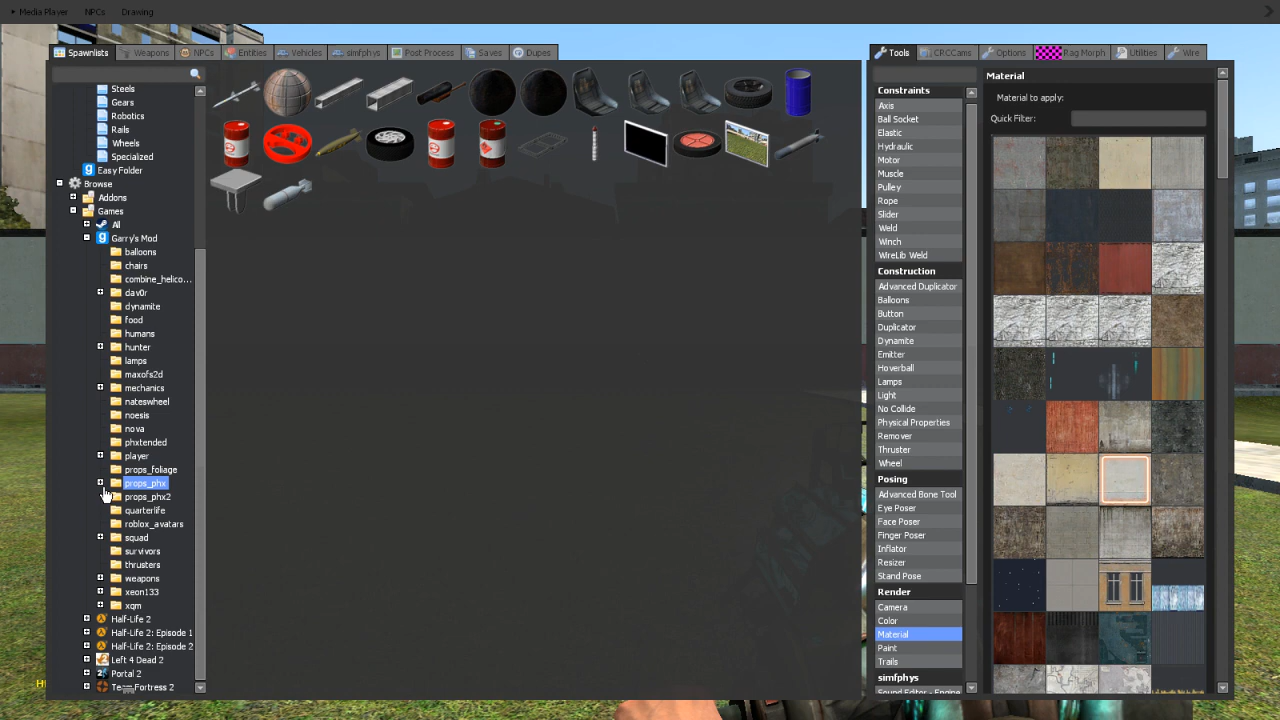 Media Player NPCs Drawing
Spawnlists Weapons NPCs Entities Vehicles simfphys Post Process Saves Dupes
Tools CRCCams Options Rag Morph Utilities Wire
Steels
Gears
Robotics
Rails
Wheels
Specialized
Easy Folder
Browse
Addons
Games
All
Garry's Mod
balloons
chairs
combine_helico...
dav0r
dynamite
food
humans
hunter
lamps
maxofs2d
mechanics
nateswheel
noesis
nova
phxtended
player
props_foliage
props_phx
props_phx2
quarterlife
roblox_avatars
squad
survivors
thrusters
weapons
xeon133
xqm
Half-Life 2
Half-Life 2: Episode 1
Half-Life 2: Episode 2
Left 4 Dead 2
Portal 2
Team Fortress 2
Constraints
Axis
Ball Socket
Elastic
Hydraulic
Motor
Muscle
Pulley
Rope
Slider
Weld
Winch
WireLib Weld
Construction
Advanced Duplicator
Balloons
Button
Duplicator
Dynamite
Emitter
Hoverball
Lamps
Light
No Collide
Physical Properties
Remover
Thruster
Wheel
Posing
Advanced Bone Tool
Eye Poser
Face Poser
Finger Poser
Inflator
Resizer
Stand Pose
Render
Camera
Color
Material
Paint
Trails
simfphys
Sound Editor - Engine
Material
Material to apply:
Quick Filter: